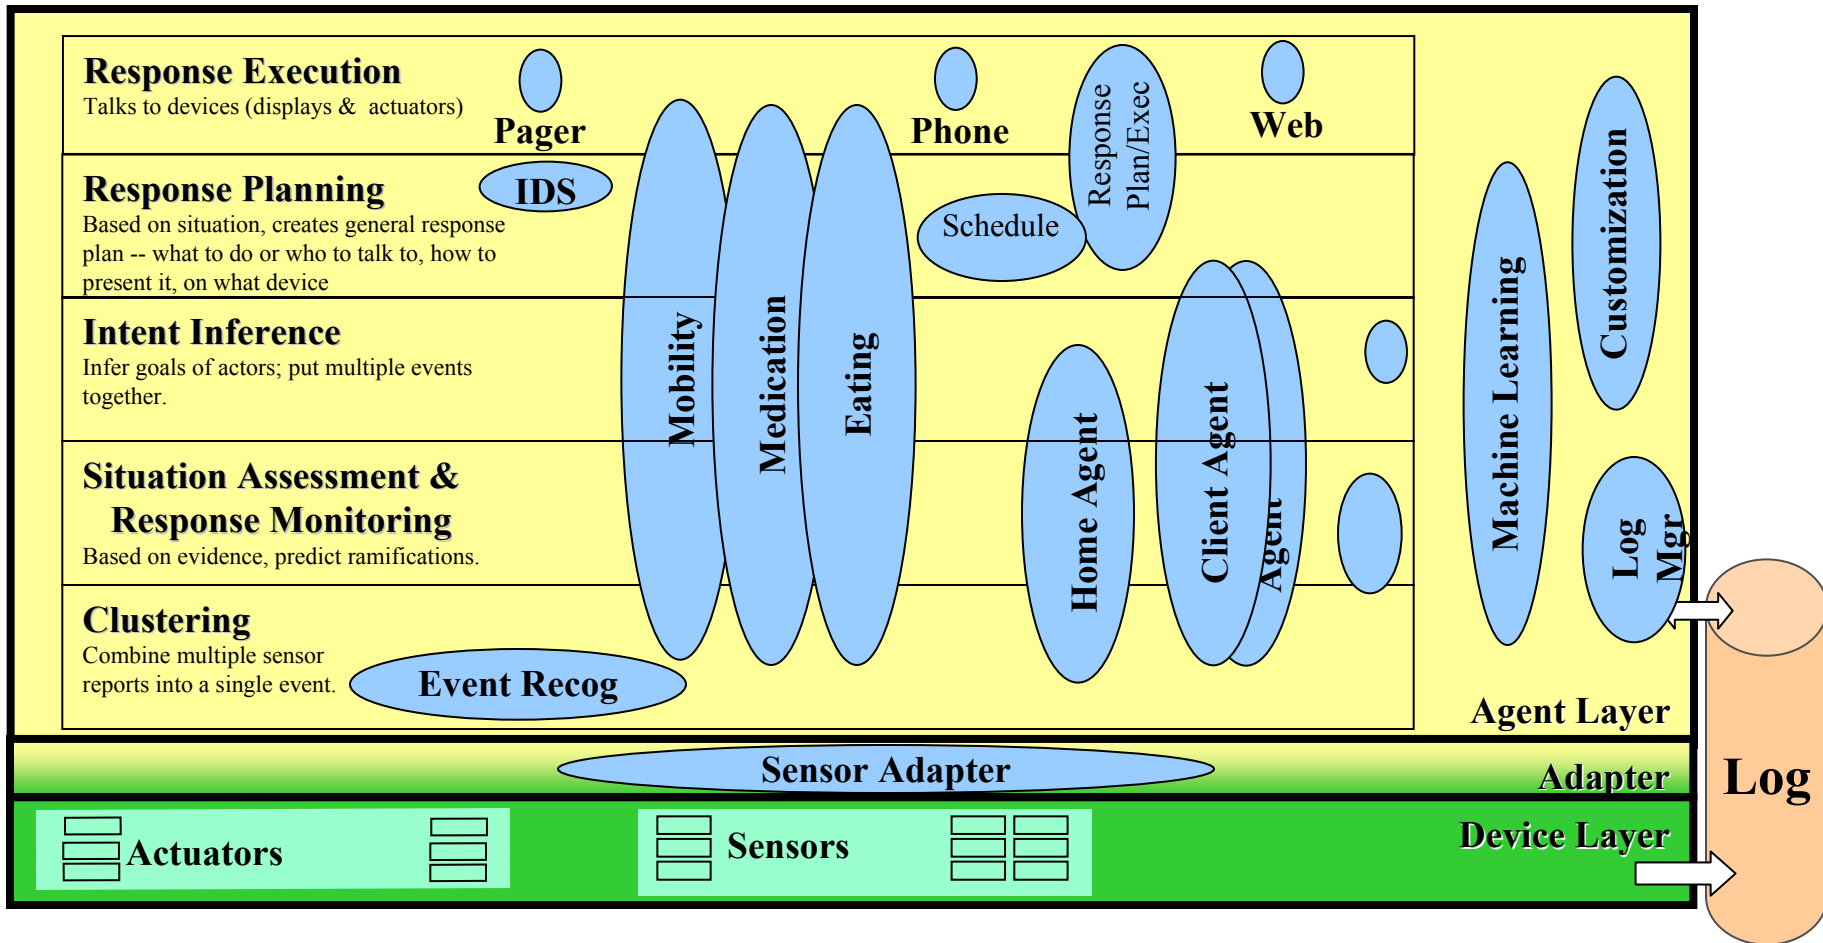 Response Execution
Talks to devices (displays & actuators)
Pager
Phone
Response
Plan/Exec
Web
Response Planning
Based on situation, creates general response
plan -- what to do or who to talk to, how to
present it, on what device
IDS
Schedule
Intent Inference
Infer goals of actors; put multiple events
together.
Mobility
Medication
Eating
Situation Assessment &
Response Monitoring
Based on evidence, predict ramifications.
Home Agent
Client Agent
Agent
Machine Learning
Customization
Log
Mgr
Clustering
Combine multiple sensor
reports into a single event.
Event Recog
Agent Layer
Sensor Adapter
Adapter
Log
Actuators
Sensors
Device Layer